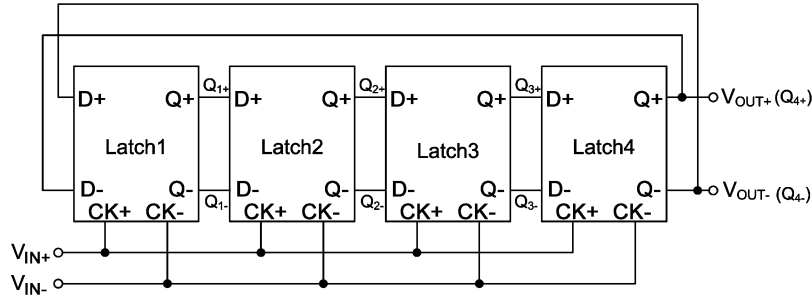 D+ Q+ Q1+ D+ Q+ Q2+ D+ Q+ Q3+ D+ Q+ VOUT+ (Q4+)
Latch1 Latch2 Latch3 Latch4
D- Q- Q1- D- Q- Q2- D- Q- Q3- D- Q- VOUT- (Q4-)
CK+ CK- CK+ CK- CK+ CK- CK+ CK-
VIN+
VIN-